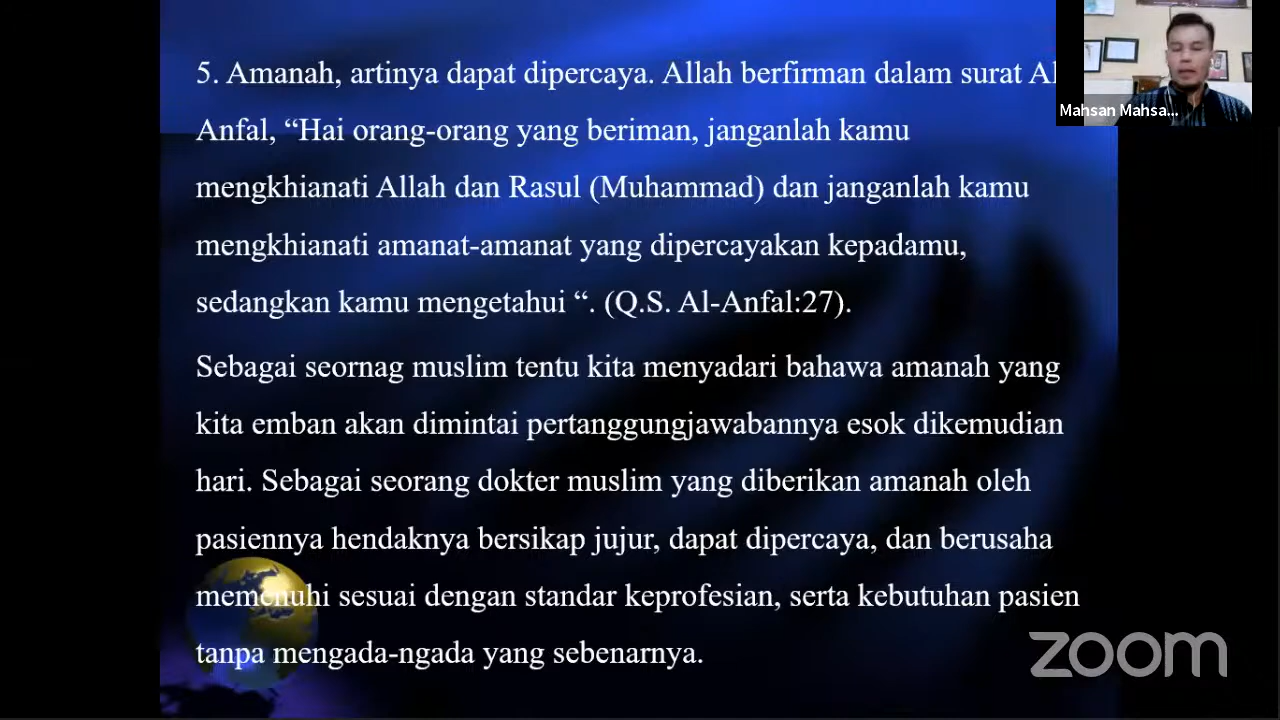 5. Amanah, artinya dapat dipercaya. Allah berfirman dalam surat Al
Anfal, “Hai orang-orang yang beriman, janganlah kamu
mengkhianati Allah dan Rasul (Muhammad) dan janganlah kamu
mengkhianati amanat-amanat yang dipercayakan kepadamu,
sedangkan kamu mengetahui “. (Q.S. Al-Anfal:27).
Sebagai seornag muslim tentu kita menyadari bahawa amanah yang
kita emban akan dimintai pertanggungjawabannya esok dikemudian
hari. Sebagai seorang dokter muslim yang diberikan amanah oleh
pasiennya hendaknya bersikap jujur, dapat dipercaya, dan berusaha
memenuhi sesuai dengan standar keprofesian, serta kebutuhan pasien
tanpa mengada-ngada yang sebenarnya.
Mahsan Mahsa...
zoom